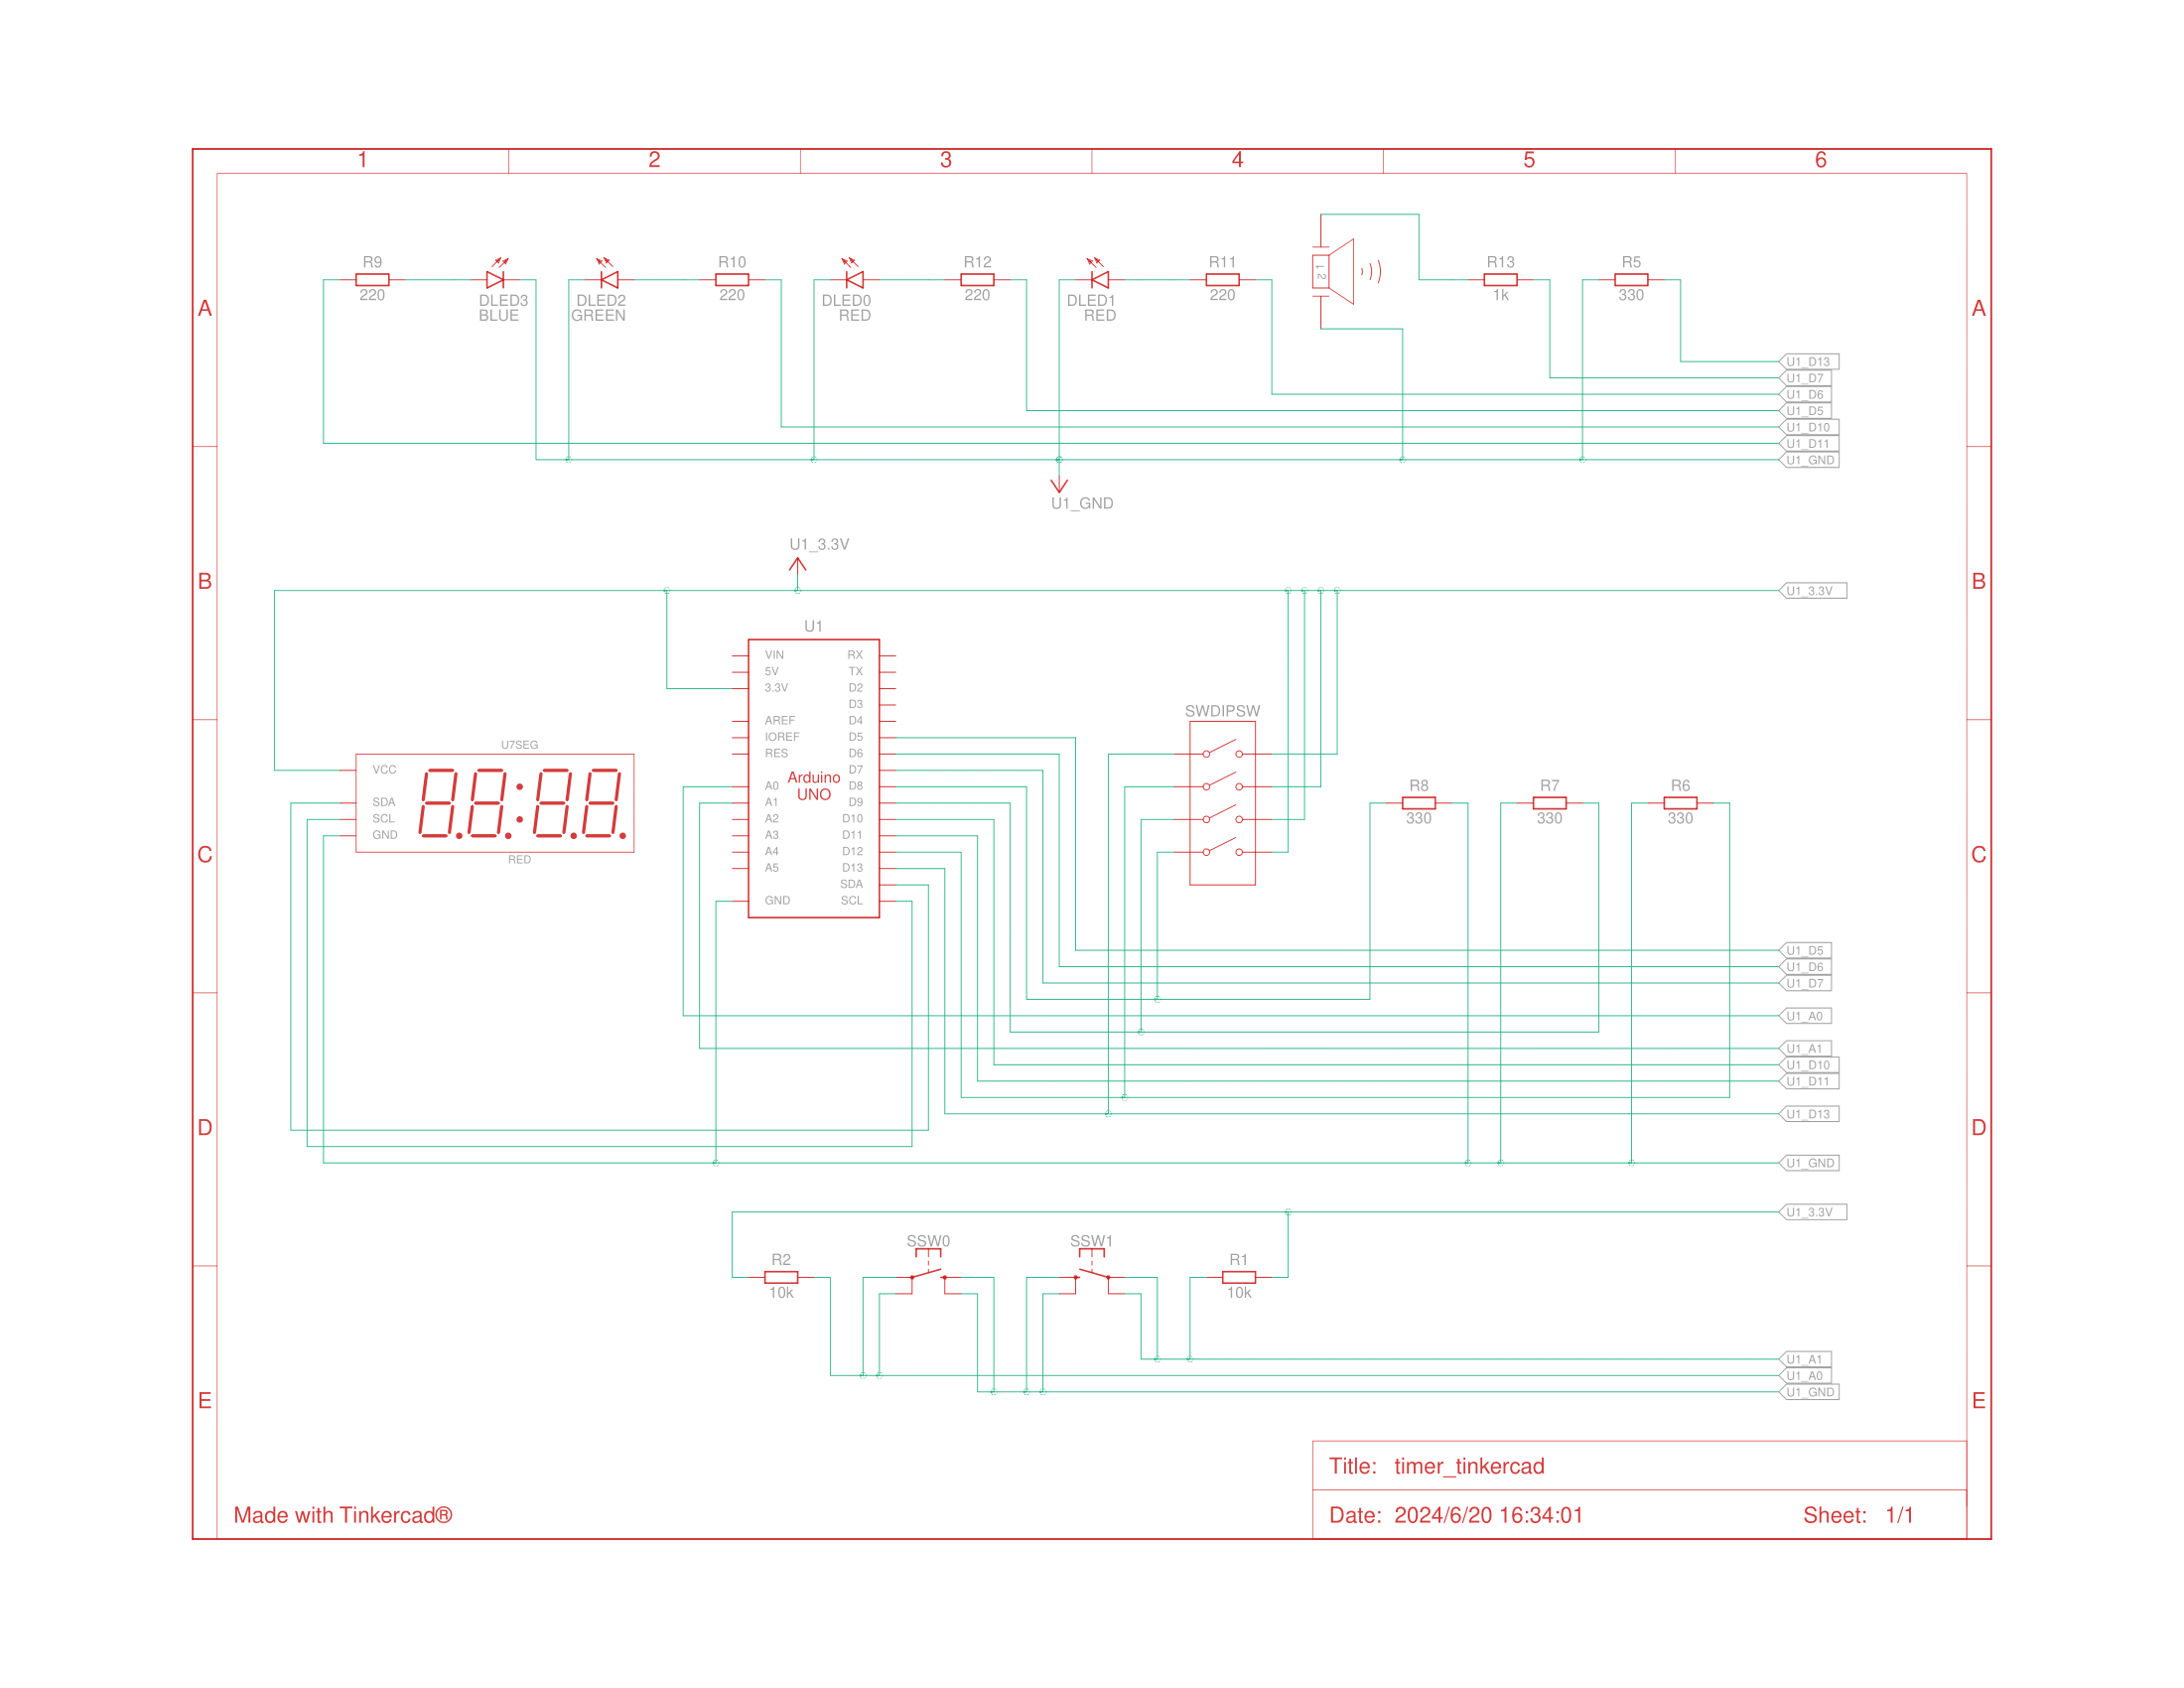 1 2 3 4 5 6
A A
R9 R10 R12 R11 R13 R5
220 220 220 220 1k 330
DLED3 DLED2 DLED0 DLED1
BLUE GREEN RED RED
1 2
U1_D13
U1_D7
U1_D6
U1_D5
U1_D10
U1_D11
U1_GND
U1_GND
U1_3.3V
B B
U1_3.3V
U1
VIN RX
5V TX
3.3V D2
D3
AREF D4
IOREF D5
RES D6
D7
A0 D8
A1 D9
A2 D10
A3 D11
A4 D12
A5 D13
SDA
GND SCL
Arduino
UNO
SWDIPSW
U7SEG
VCC
SDA
SCL
GND
88:88
RED
R8 R7 R6
330 330 330
C C
U1_D5
U1_D6
U1_D7
U1_A0
U1_A1
U1_D10
U1_D11
U1_D13
D D
U1_GND
U1_3.3V
SSW0 SSW1
R2 R1
10k 10k
U1_A1
U1_A0
U1_GND
E E
Title: timer_tinkercad
Made with Tinkercad®
Date: 2024/6/20 16:34:01 Sheet: 1/1